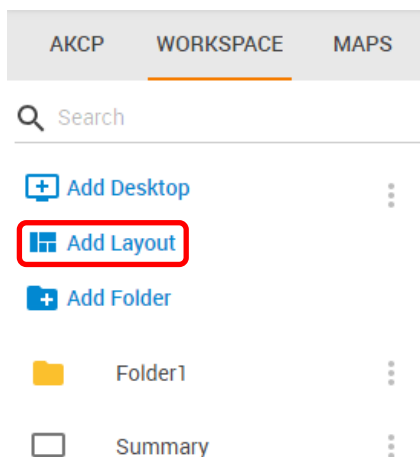 AKCP WORKSPACE MAPS
Search
Add Desktop
Add Layout
Add Folder
Folder1
Summary